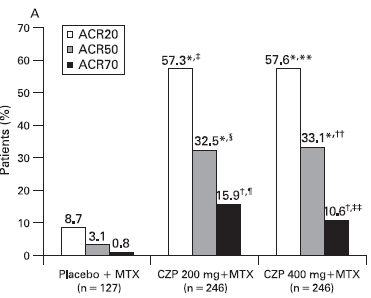 A
70
60
50
40
30
20
10
0
Patients (%)
ACR20
ACR50
ACR70
8.7
3.1
0.8
57.3*,‡
32.5*,§
15.9†,¶
57.6*,**
33.1*,††
10.6†,‡‡
Placebo + MTX
(n = 127)
CZP 200 mg+MTX
(n = 246)
CZP 400 mg+MTX
(n = 246)